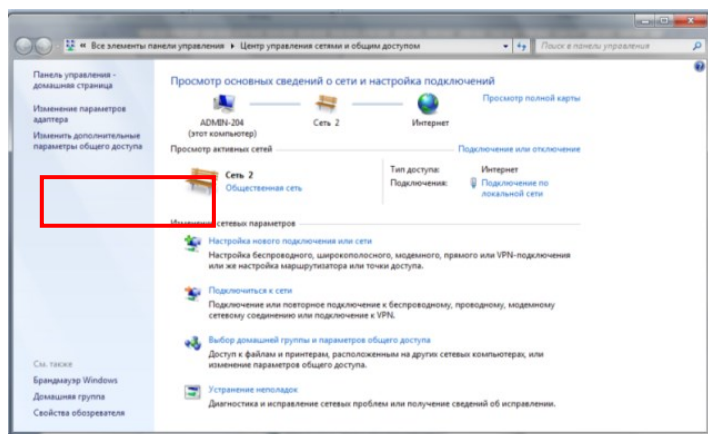 « Все элементы панели управления ▸ Центр управления сетями и общим доступом
Поиск в панели управления
Панель управления -
домашняя страница
Изменение параметров
адаптера
Изменить дополнительные
параметры общего доступа
См. также
Брандмауэр Windows
Домашняя группа
Свойства обозревателя
Просмотр основных сведений о сети и настройка подключений
Просмотр полной карты
ADMIN-204
(этот компьютер)
Сеть 2
Интернет
Просмотр активных сетей
Подключение или отключение
Сеть 2
Общественная сеть
Тип доступа: Интернет
Подключения: Подключение по
локальной сети
Изменение сетевых параметров
Настройка нового подключения или сети
Настройка беспроводного, широкополосного, модемного, прямого или VPN-подключения
или же настройка маршрутизатора или точки доступа.
Подключиться к сети
Подключение или повторное подключение к беспроводному, проводному, модемному
сетевому соединению или подключение к VPN.
Выбор домашней группы и параметров общего доступа
Доступ к файлам и принтерам, расположенным на других сетевых компьютерах, или
изменение параметров общего доступа.
Устранение неполадок
Диагностика и исправление сетевых проблем или получение сведений об исправлении.